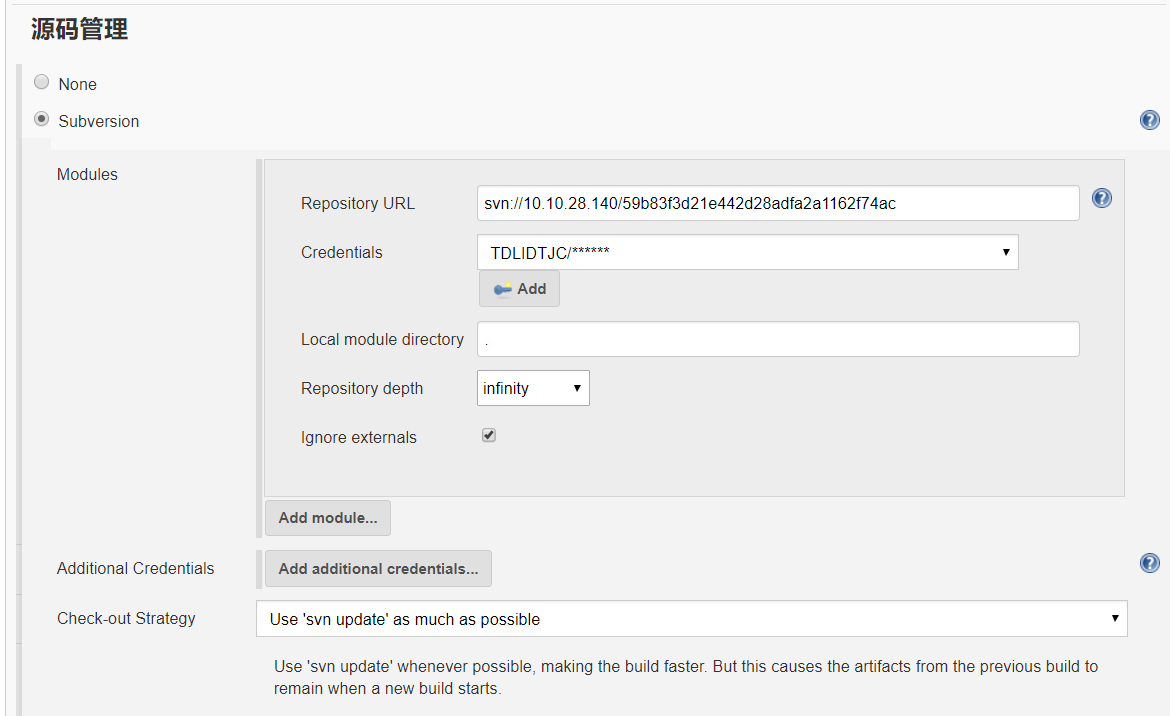 源码管理
None
Subversion
Modules
Repository URL
svn://10.10.28.140/59b83f3d21e442d28adfa2a1162f74ac
Credentials
TDLIDTJC/******
Add
Local module directory
.
Repository depth
infinity
Ignore externals
Add module...
Additional Credentials
Add additional credentials...
Check-out Strategy
Use 'svn update' as much as possible
Use 'svn update' whenever possible, making the build faster. But this causes the artifacts from the previous build to
remain when a new build starts.